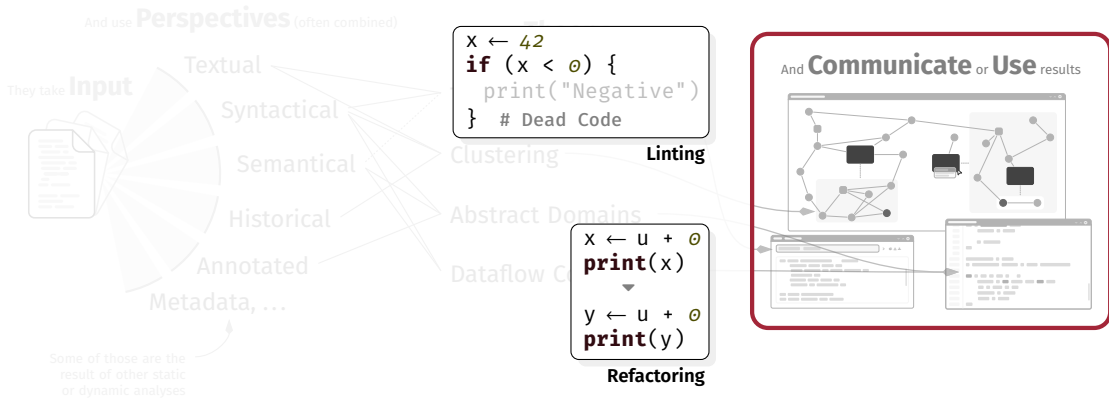 And use Perspectives (often combined)
They take Input
Textual
Syntactical
Semantical
Historical
Annotated
Metadata, ...
Some of those are the
result of other static
or dynamic analyses
Clustering
Abstract Domains
Dataflow
x ← 42
if (x < 0) {
print("Negative")
} # Dead Code
Linting
x ← u + 0
print(x)
y ← u + 0
print(y)
Refactoring
And Communicate or Use results